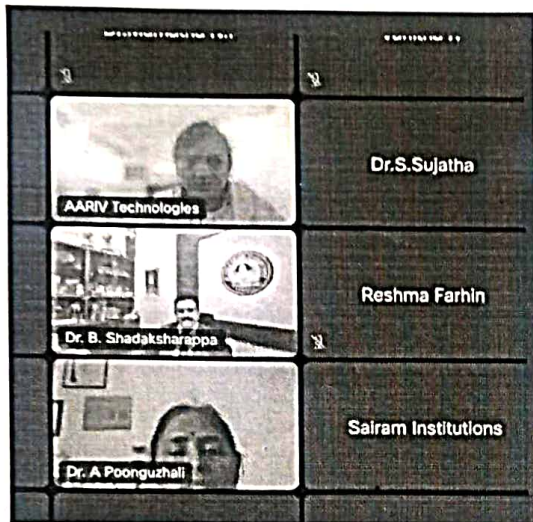 AARIV Technologies
Dr.S.Sujatha
Dr. B. Shadaksharappa
Reshma Farhin
Dr. A Poonguzhali
Sairam Institutions